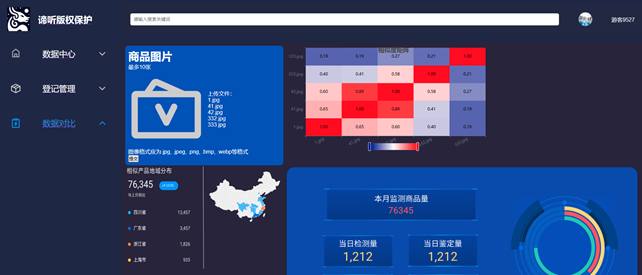 谛听版权保护
请输入搜索关键词
游客9527
数据中心
登记管理
数据对比
商品图片
最多10张
上传文件:
1.jpg
41.jpg
42.jpg
332.jpg
333.jpg
图像格式应为.jpg、.jpeg、.png、.bmp、.webp等格式
提交
相似度矩阵
0.19 0.19 0.27 0.21 1.00
333.jpg 0.40 0.41 0.58 1.00 0.21
42.jpg 0.60 0.89 1.00 0.58 0.27
41.jpg 0.65 1.00 0.89 0.41 0.19
1.jpg 1.00 0.65 0.60 0.40 0.19
1.jpg 41.jpg 42.jpg 333.jpg 332.jpg
相似产品地域分布
76,345
与上月相比
四川省 13,457
广东省 3,457
浙江省 1,826
上海市 935
本月监测商品量
76345
当日检测量
1,212
当日鉴定量
1,212